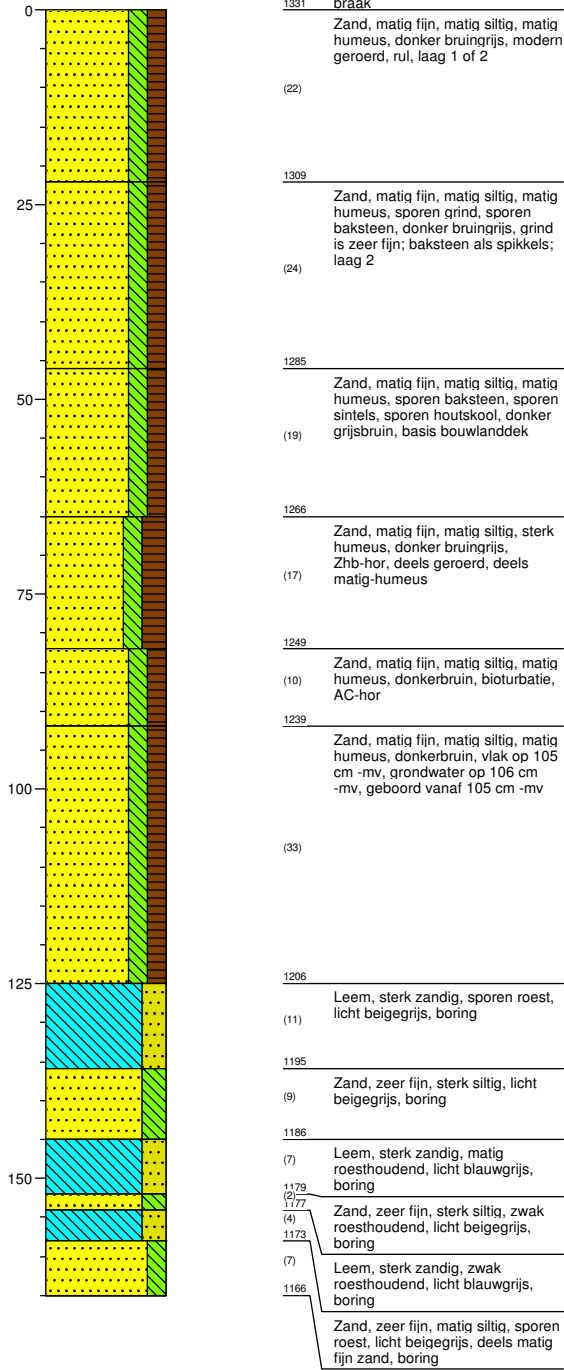 0
25
50
75
100
125
150
1331
braak
Zand, matig fijn, matig siltig, matig
humeus, donker bruingrijs, modern
geroerd, rul, laag 1 of 2
(22)
1309
Zand, matig fijn, matig siltig, matig
humeus, sporen grind, sporen
baksteen, donker bruingrijs, grind
is zeer fijn; baksteen als spikkels;
laag 2
(24)
1285
Zand, matig fijn, matig siltig, matig
humeus, sporen baksteen, sporen
sintels, sporen houtskool, donker
grijsbruin, basis bouwlanddek
(19)
1266
Zand, matig fijn, matig siltig, sterk
humeus, donker bruingrijs,
Zhb-hor, deels geroerd, deels
matig-humeus
(17)
1249
Zand, matig fijn, matig siltig, matig
humeus, donkerbruin, bioturbatie,
AC-hor
(10)
1239
Zand, matig fijn, matig siltig, matig
humeus, donkerbruin, vlak op 105
cm -mv, grondwater op 106 cm
-mv, geboord vanaf 105 cm -mv
(33)
1206
Leem, sterk zandig, sporen roest,
licht beigegrijs, boring
(11)
1195
Zand, zeer fijn, sterk siltig, licht
beigegrijs, boring
(9)
1186
Leem, sterk zandig, matig
roesthoudend, licht blauwgrijs,
boring
(7)
1179
(2)
1177
Zand, zeer fijn, sterk siltig, zwak
roesthoudend, licht beigegrijs,
boring
(4)
1173
Leem, sterk zandig, zwak
roesthoudend, licht blauwgrijs,
boring
(7)
1166
Zand, zeer fijn, matig siltig, sporen
roest, licht beigegrijs, deels matig
fijn zand, boring